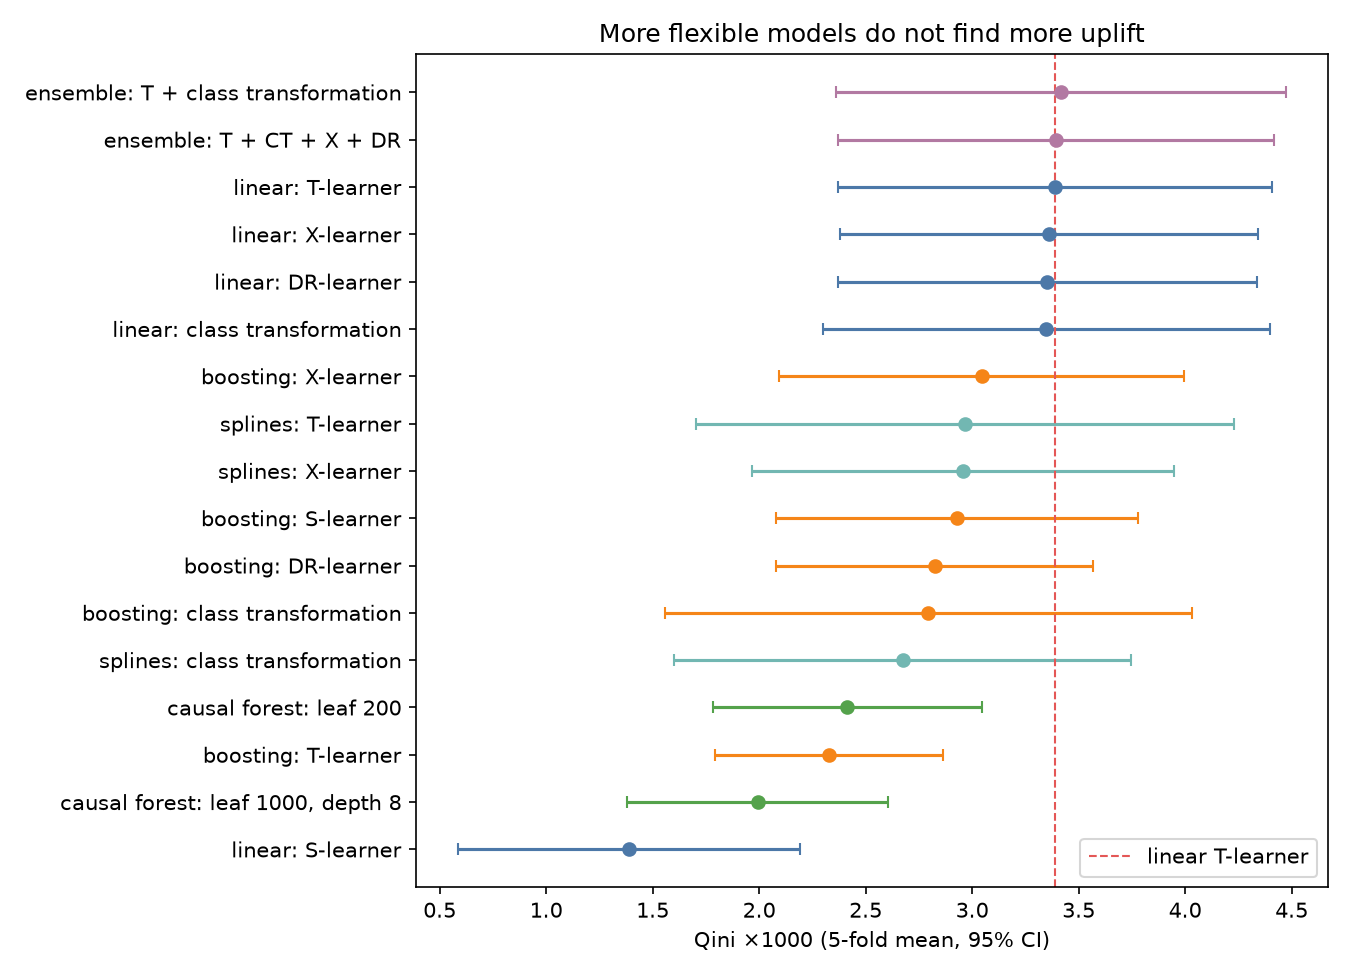 More flexible models do not find more uplift
ensemble: T + class transformation
ensemble: T + CT + X + DR
linear: T-learner
linear: X-learner
linear: DR-learner
linear: class transformation
boosting: X-learner
splines: T-learner
splines: X-learner
boosting: S-learner
boosting: DR-learner
boosting: class transformation
splines: class transformation
causal forest: leaf 200
boosting: T-learner
causal forest: leaf 1000, depth 8
linear: S-learner
linear T-learner
0.5 1.0 1.5 2.0 2.5 3.0 3.5 4.0 4.5
Qini ×1000 (5-fold mean, 95% CI)